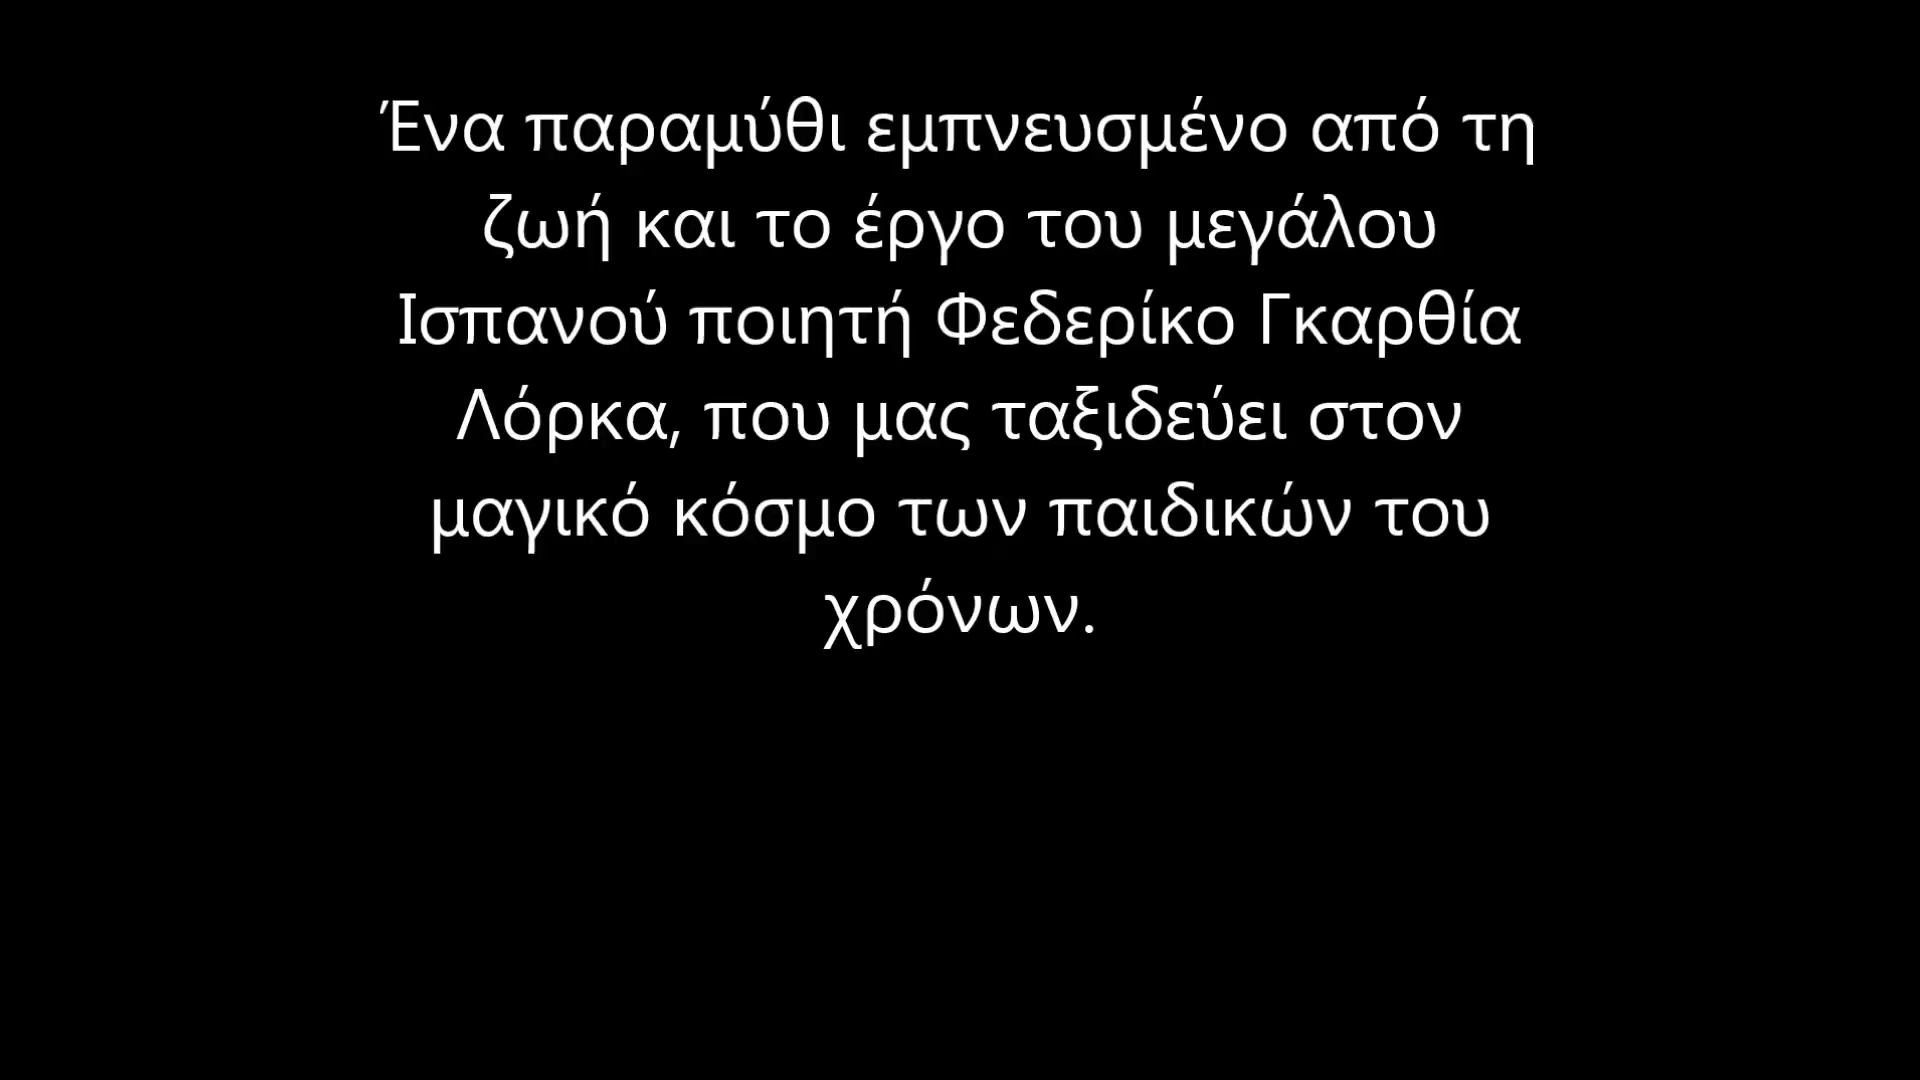 Ένα παραμύθι εμπνευσμένο από τη
ζωή και το έργο του μεγάλου
Ισπανού ποιητή Φεδερίκο Γκαρθία
Λόρκα, που μας ταξιδεύει στον
μαγικό κόσμο των παιδικών του
χρόνων.